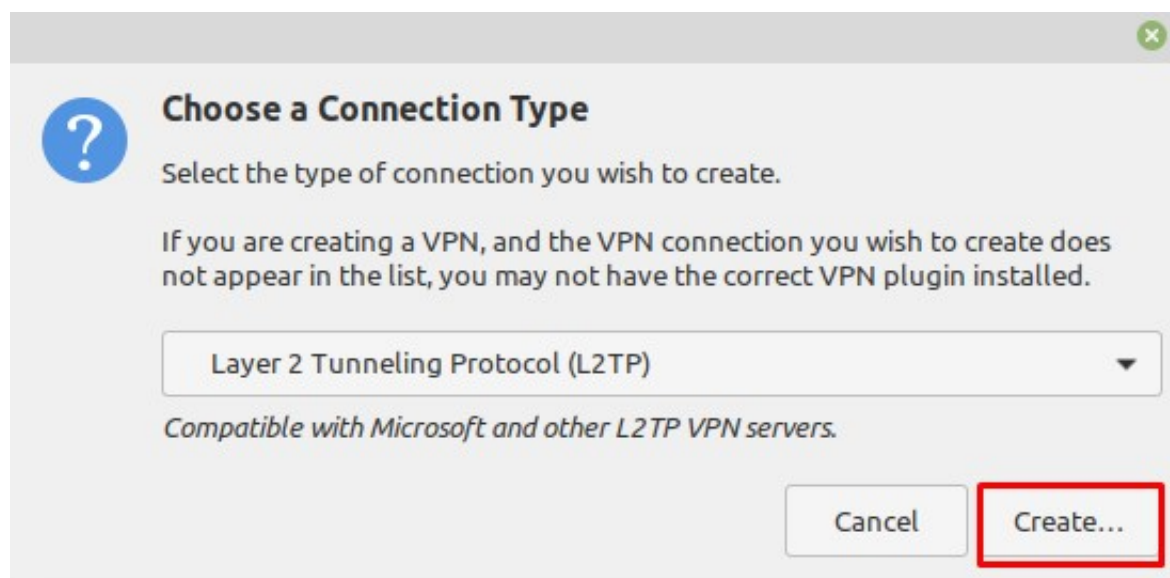 Choose a Connection Type
Select the type of connection you wish to create.
If you are creating a VPN, and the VPN connection you wish to create does
not appear in the list, you may not have the correct VPN plugin installed.
Layer 2 Tunneling Protocol (L2TP)
Compatible with Microsoft and other L2TP VPN servers.
Cancel Create...